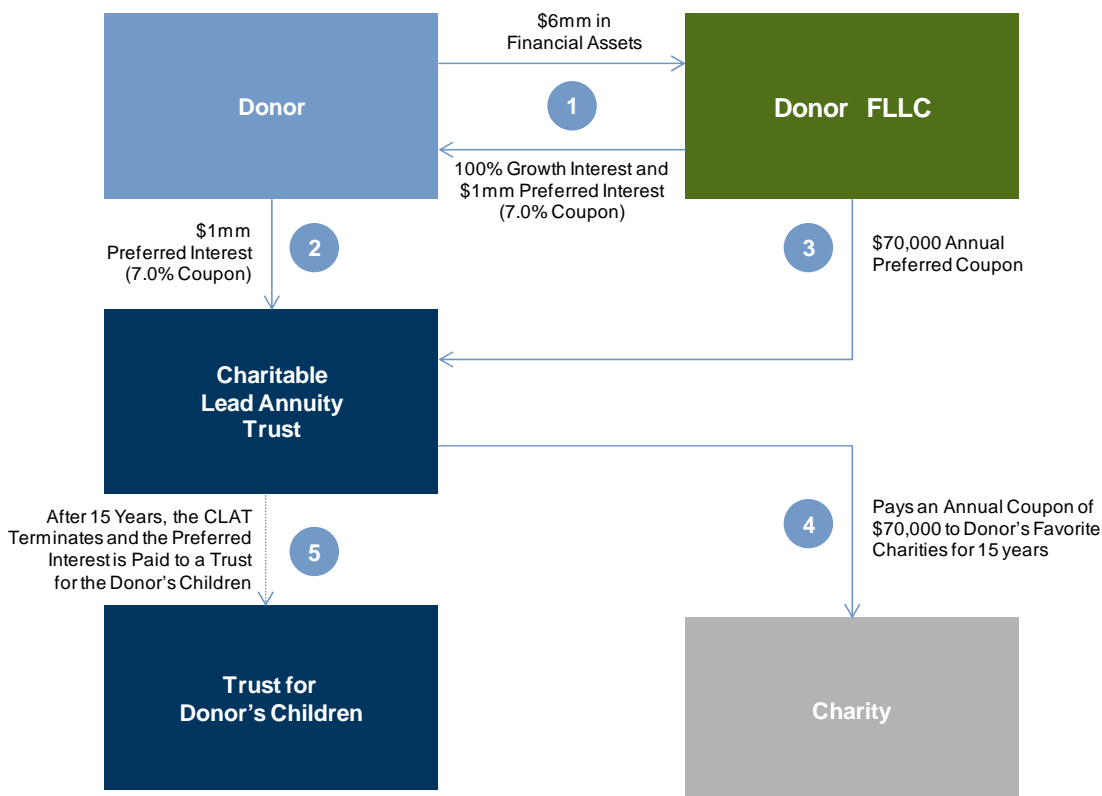 $6mm in
Financial Assets
Donor
1
Donor FLLC
100% Growth Interest and
$1mm Preferred Interest
(7.0% Coupon)
$1mm
Preferred Interest
(7.0% Coupon)
2
3
$70,000 Annual
Preferred Coupon
Charitable
Lead Annuity
Trust
After 15 Years, the CLAT
Terminates and the Preferred
Interest is Paid to a Trust
for the Donor's Children
5
4
Pays an Annual Coupon of
$70,000 to Donor's Favorite
Charities for 15 years
Trust for
Donor's Children
Charity